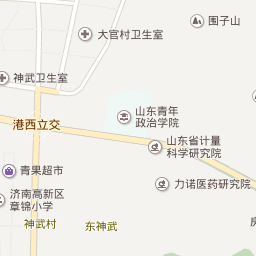 围子山
大官村卫生室
神武卫生室
山东青年
政治学院
港西立交
山东省计量
科学研究院
青果超市
力诺医药研究院
济南高新区
章锦小学
神武村
东神武
房